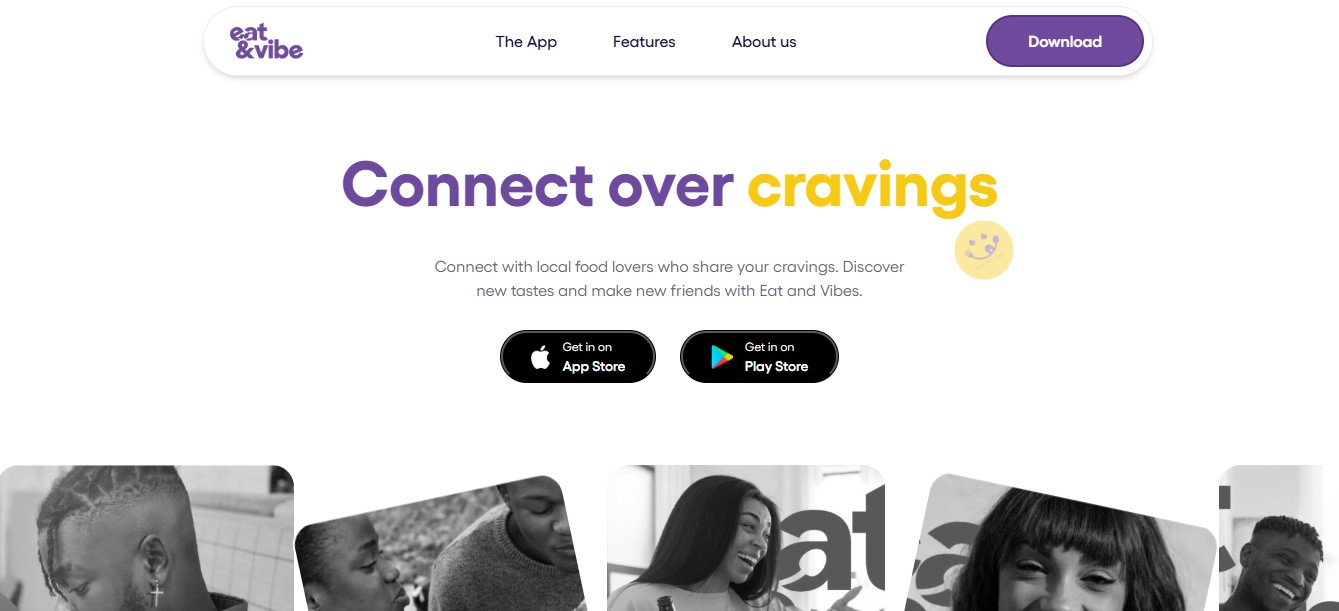 eat
&vibe
The App
Features
About us
Download
Connect over cravings
Connect with local food lovers who share your cravings. Discover
new tastes and make new friends with Eat and Vibes.
Get in on
App Store
Get in on
Play Store
at